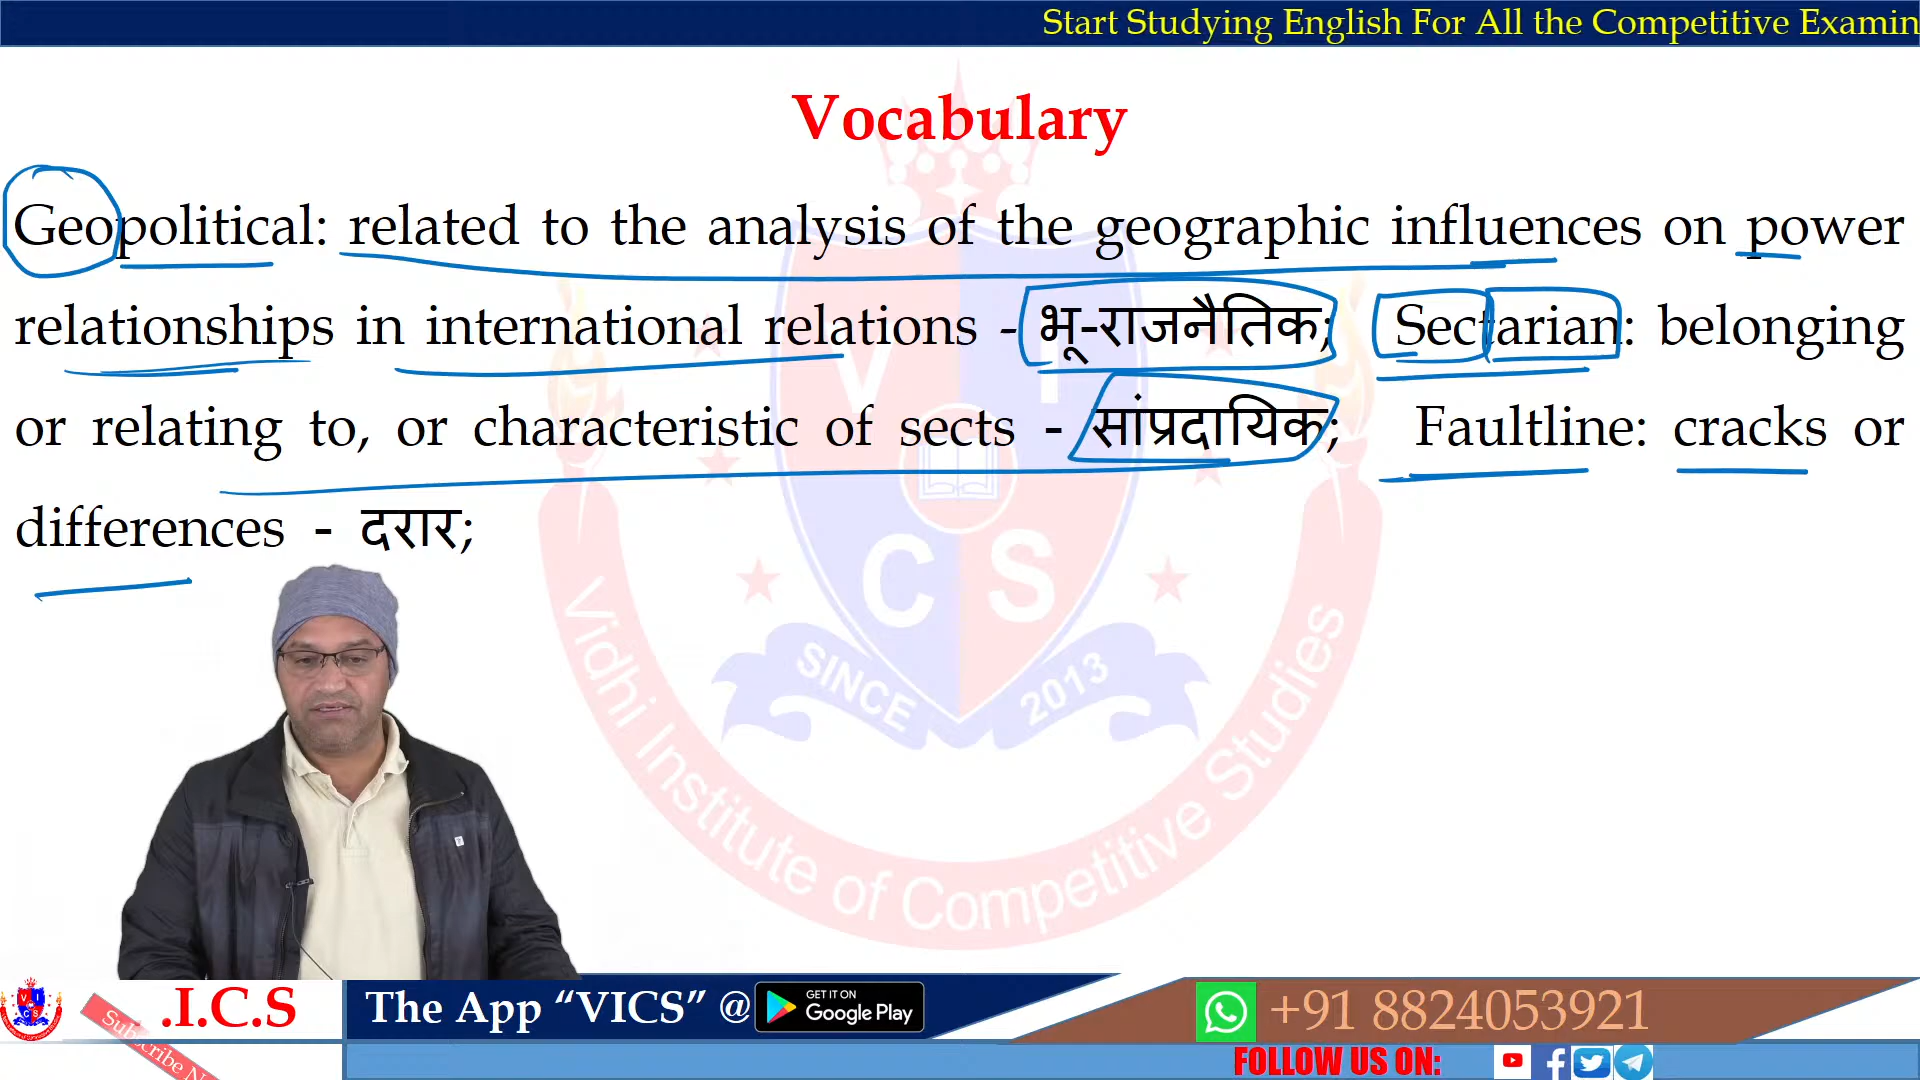 Start Studying English For All the Competitive Examin
Vocabulary
Geopolitical: related to the analysis of the geographic influences on power
relationships in international relations - भू-राजनैतिक; Sectarian: belonging
or relating to, or characteristic of sects - सांप्रदायिक; Faultline: cracks or
differences - दरार;
V I
C S
SINCE 2013
Vidhi Institute of Competitive Studies
.I.C.S
Subscribe N
The App “VICS” @
GET IT ON
Google Play
+91 8824053921
FOLLOW US ON: